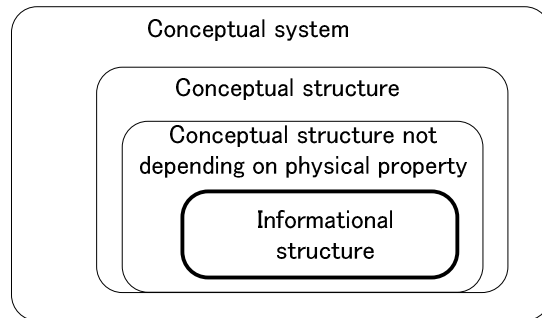 Conceptual system
Conceptual structure
Conceptual structure not
depending on physical property
Informational
structure